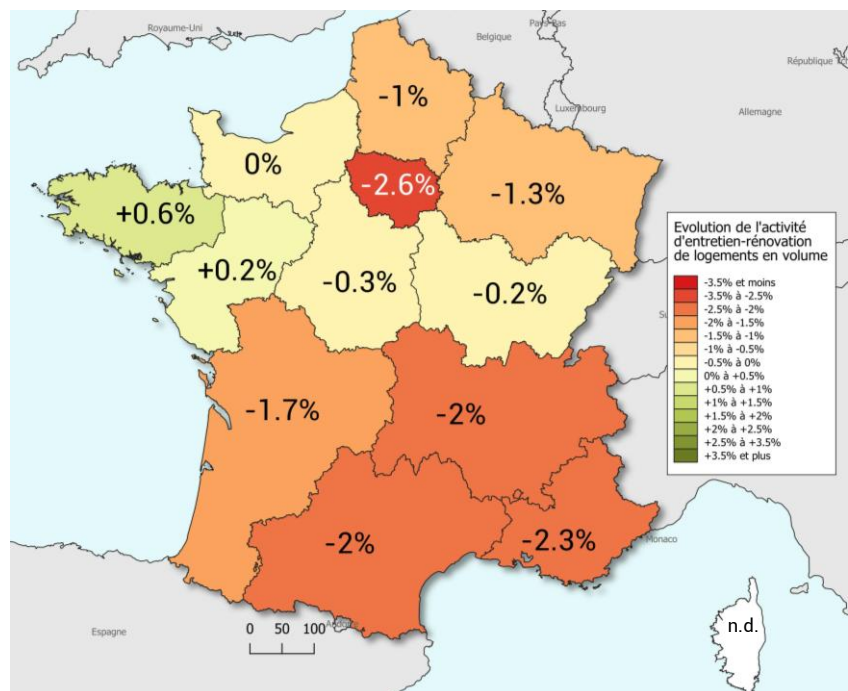 Royaume-Uni
Pays-Bas
Belgique
République Tch
Luxembourg
Allemagne
-1%
0%
-2.6%
-1.3%
+0.6%
+0.2%
-0.3%
-0.2%
Evolution de l'activité
d'entretien-rénovation
de logements en volume
-3.5% et moins
-3.5% à -2.5%
-2.5% à -2%
-2% à -1.5%
-1.5% à -1%
-1% à -0.5%
-0.5% à 0%
0% à +0.5%
+0.5% à +1%
+1% à +1.5%
+1.5% à +2%
+2% à +2.5%
+2.5% à +3.5%
+3.5% et plus
Su
-1.7%
-2%
-2%
-2.3%
Monaco
Espagne
0 50 100
n.d.